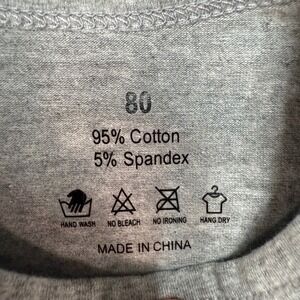 80
95% Cotton
5% Spandex
HAND WASH NO BLEACH NO IRONING HANG DRY
MADE IN CHINA